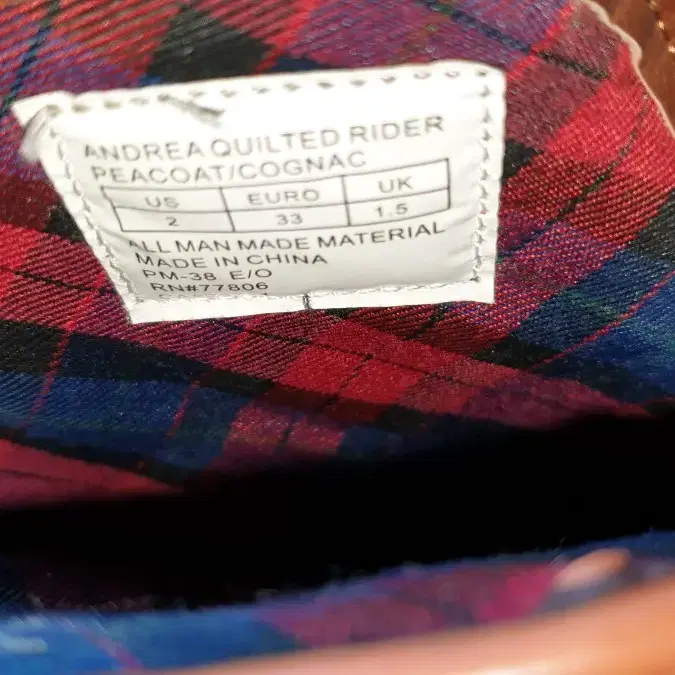 ANDREA QUILTED RIDER
PEACOAT/COGNAC
US EURO UK
2 33 1.5
ALL MAN MADE MATERIAL
MADE IN CHINA
PM-38 E/O
RN#77806